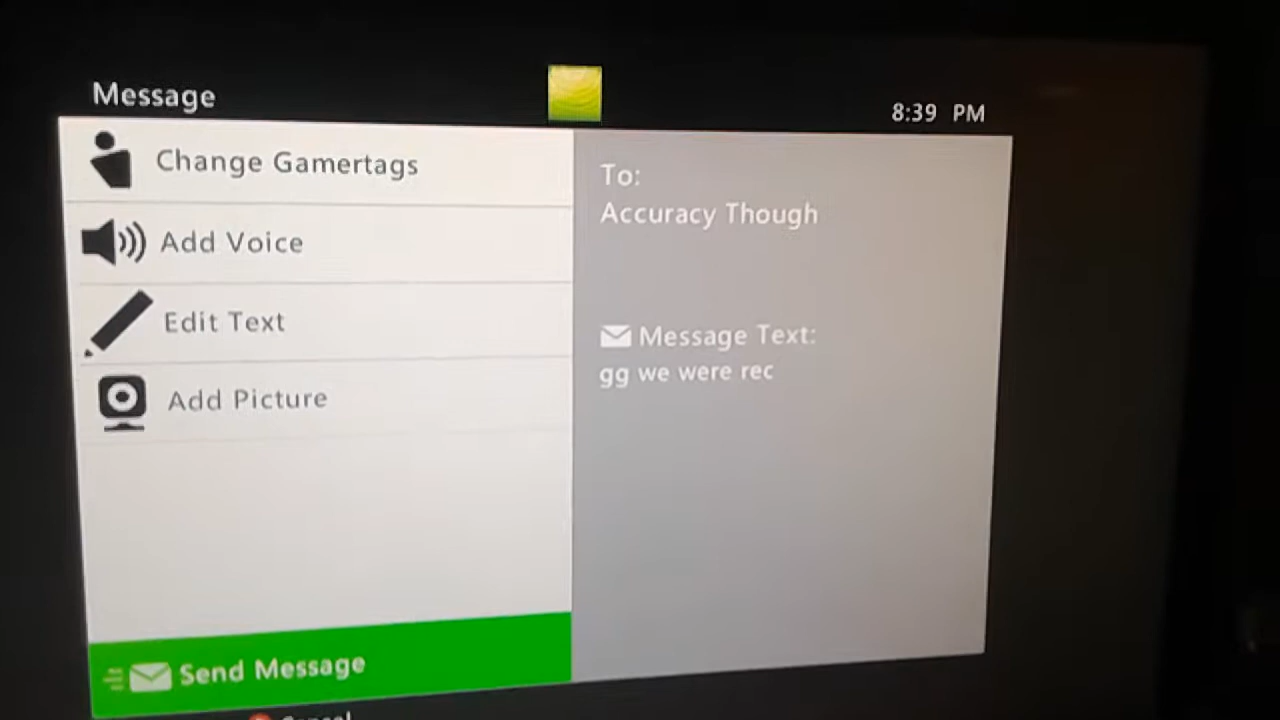 Message
8:39 PM
Change Gamertags
Add Voice
Edit Text
Add Picture
Send Message
To:
Accuracy Though
Message Text:
gg we were rec
Cancel